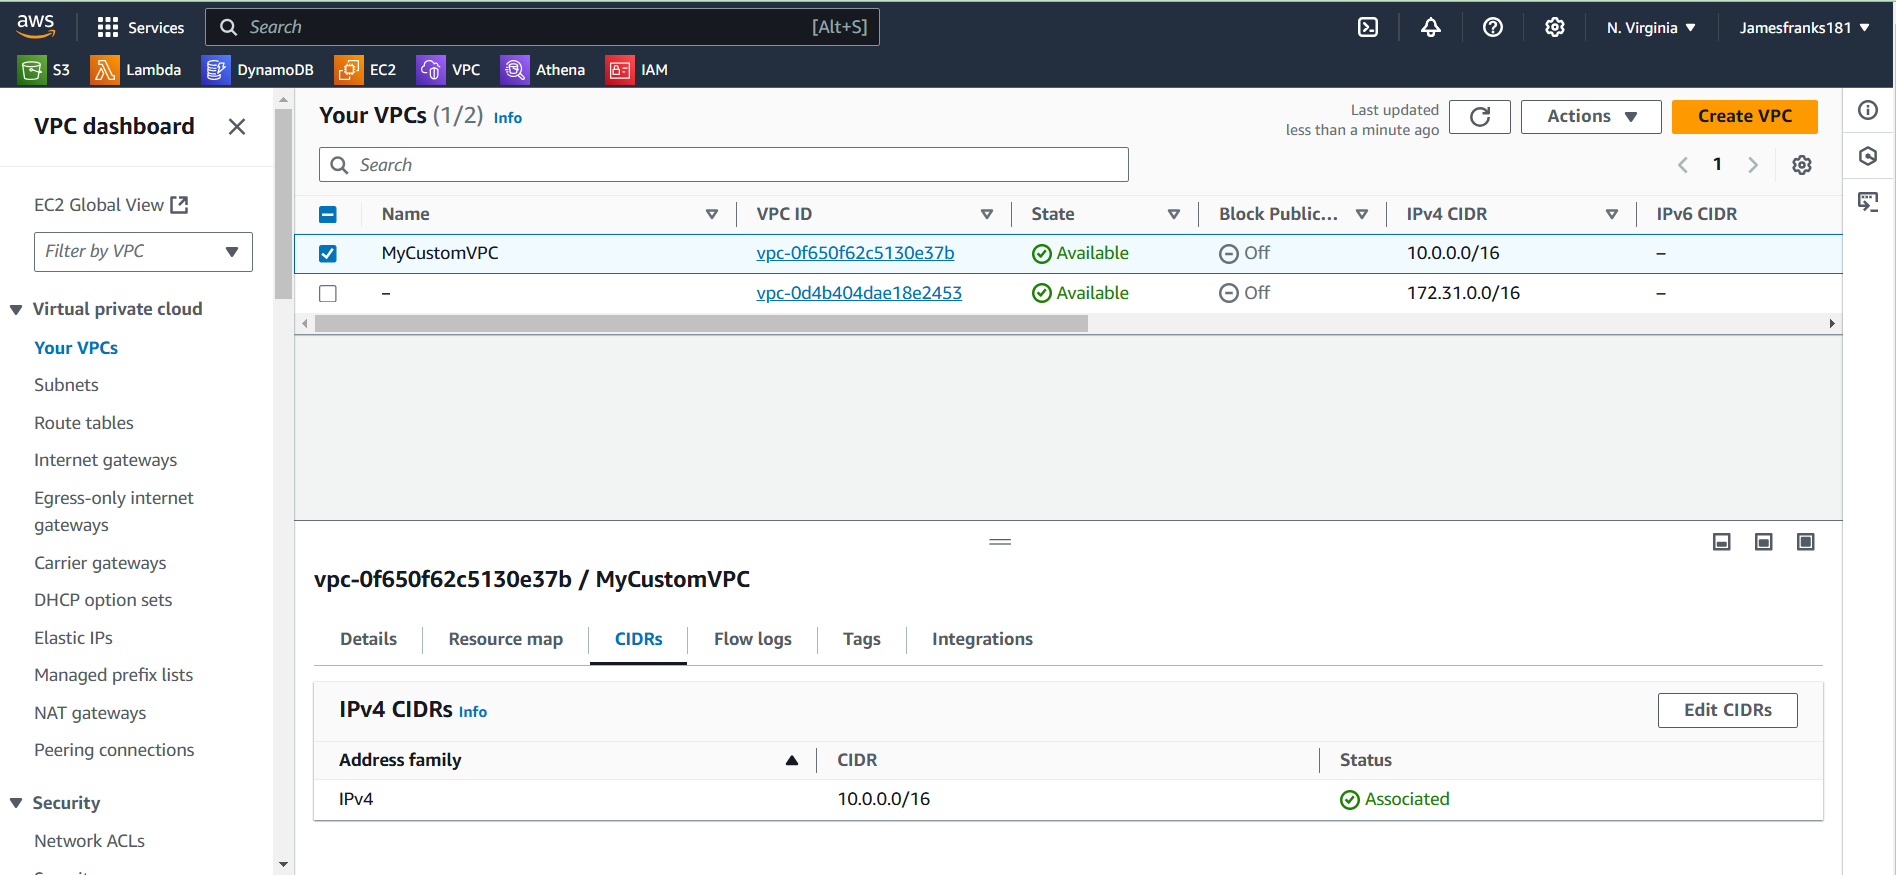 aws
Services
Search
[Alt+S]
N. Virginia
Jamesfranks181
S3
Lambda
DynamoDB
EC2
VPC
Athena
IAM
VPC dashboard
EC2 Global View
Filter by VPC
Virtual private cloud
Your VPCs
Subnets
Route tables
Internet gateways
Egress-only internet
gateways
Carrier gateways
DHCP option sets
Elastic IPs
Managed prefix lists
NAT gateways
Peering connections
Security
Network ACLs
Your VPCs (1/2) Info
Last updated
less than a minute ago
Actions
Create VPC
Search
1
Name VPC ID State Block Public... IPv4 CIDR IPv6 CIDR
MyCustomVPC vpc-0f650f62c5130e37b Available Off 10.0.0.0/16 –
– vpc-0d4b404dae18e2453 Available Off 172.31.0.0/16 –
vpc-0f650f62c5130e37b / MyCustomVPC
Details Resource map CIDRs Flow logs Tags Integrations
IPv4 CIDRs Info
Edit CIDRs
Address family CIDR Status
IPv4 10.0.0.0/16 Associated